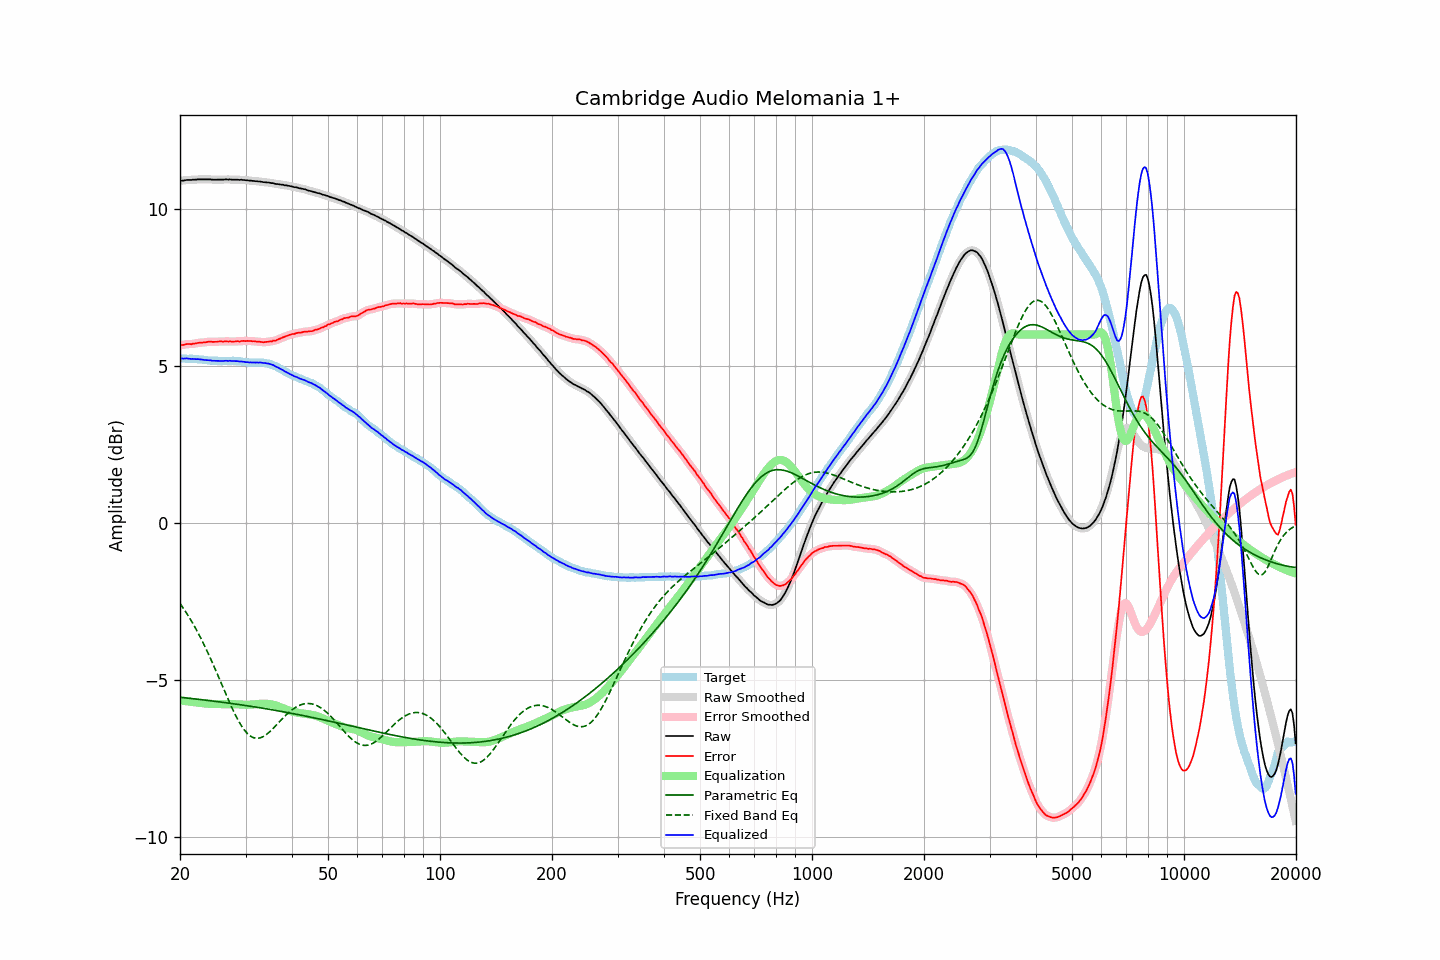 Cambridge Audio Melomania 1+
Amplitude (dBr)
10
5
0
−5
−10
20
50
100
200
500
1000
2000
5000
10000
20000
Frequency (Hz)
Target
Raw Smoothed
Error Smoothed
Raw
Error
Equalization
Parametric Eq
Fixed Band Eq
Equalized